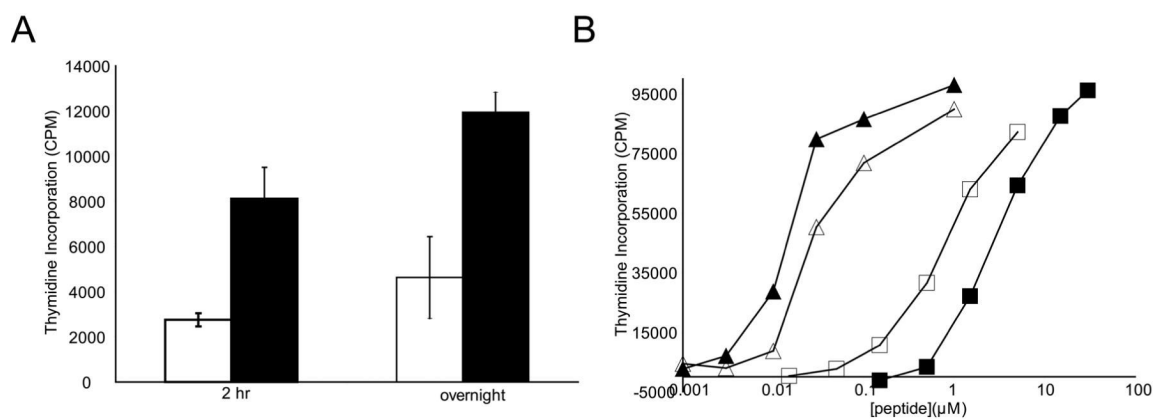 A
Thymidine Incorporation (CPM)
14000
12000
10000
8000
6000
4000
2000
0
2 hr
overnight
B
Thymidine Incorporation (CPM)
95000
75000
55000
35000
15000
-5000
0.001
0.01
0.1
1
10
100
[peptide](μM)